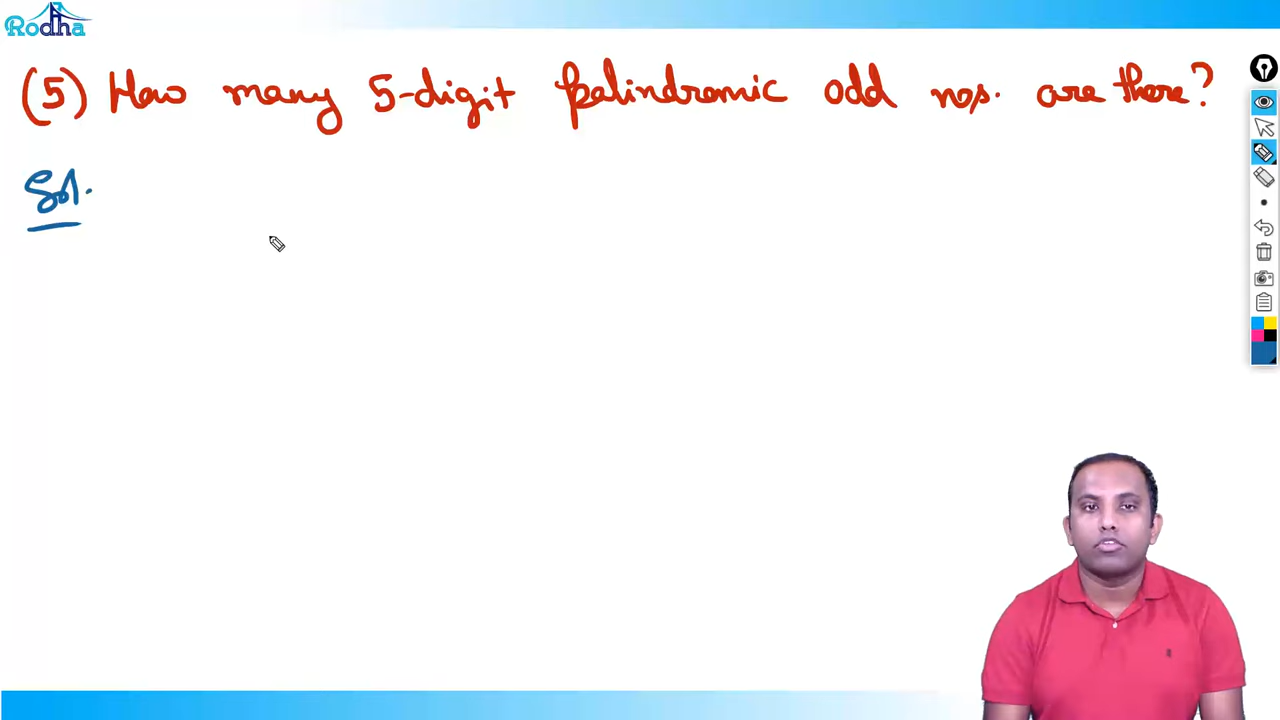 Rodha
(5) How many 5-digit palindromic odd nos. are there?
Sol.